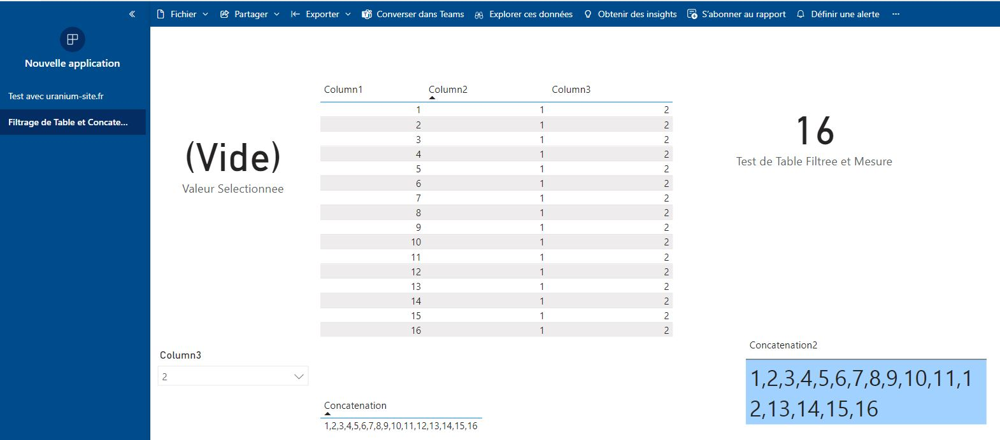 Fichier Partager Exporter Converser dans Teams Explorer ces données Obtenir des insights S'abonner au rapport Définir une alerte ...
Nouvelle application
Test avec uranium-site.fr
Filtrage de Table et Concate...
(Vide)
Valeur Selectionnee
Column1 Column2 Column3
1 1 2
2 1 2
3 1 2
4 1 2
5 1 2
6 1 2
7 1 2
8 1 2
9 1 2
10 1 2
11 1 2
12 1 2
13 1 2
14 1 2
15 1 2
16 1 2
16
Test de Table Filtree et Mesure
Column3
2
Concatenation
1,2,3,4,5,6,7,8,9,10,11,12,13,14,15,16
Concatenation2
1,2,3,4,5,6,7,8,9,10,11,1
2,13,14,15,16